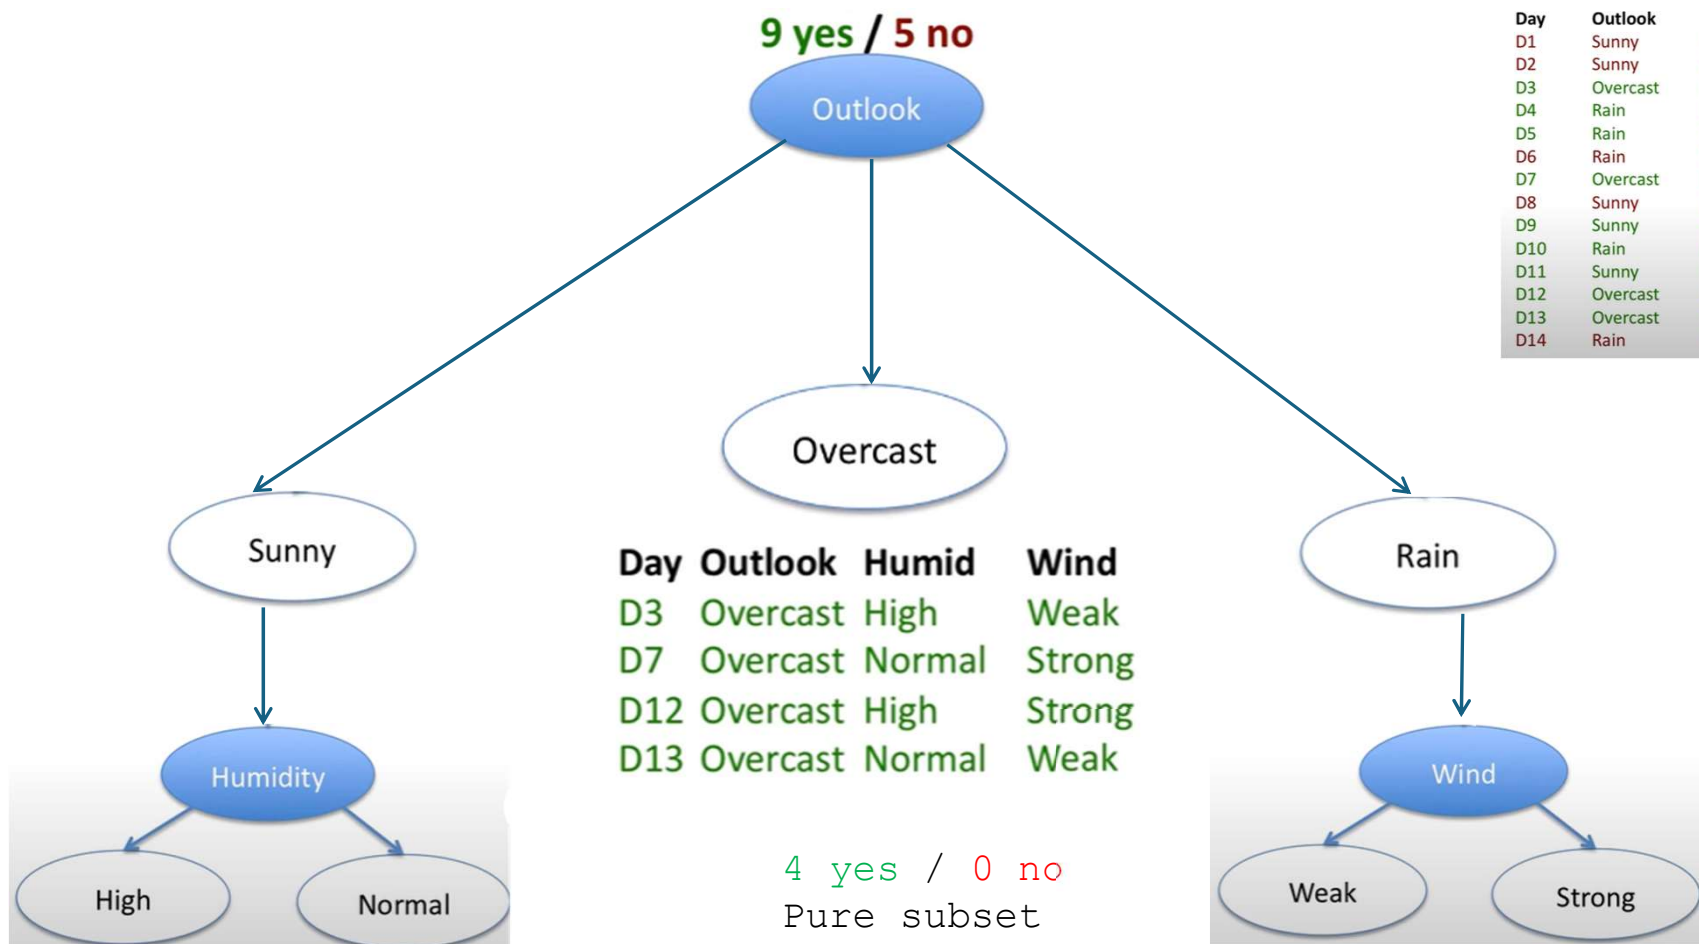 9 yes / 5 no
Outlook
Day Outlook
D1 Sunny
D2 Sunny
D3 Overcast
D4 Rain
D5 Rain
D6 Rain
D7 Overcast
D8 Sunny
D9 Sunny
D10 Rain
D11 Sunny
D12 Overcast
D13 Overcast
D14 Rain
Sunny
Overcast
Rain
Day Outlook Humid Wind
D3 Overcast High Weak
D7 Overcast Normal Strong
D12 Overcast High Strong
D13 Overcast Normal Weak
Humidity
High
Normal
4 yes / 0 no
Pure subset
Wind
Weak
Strong